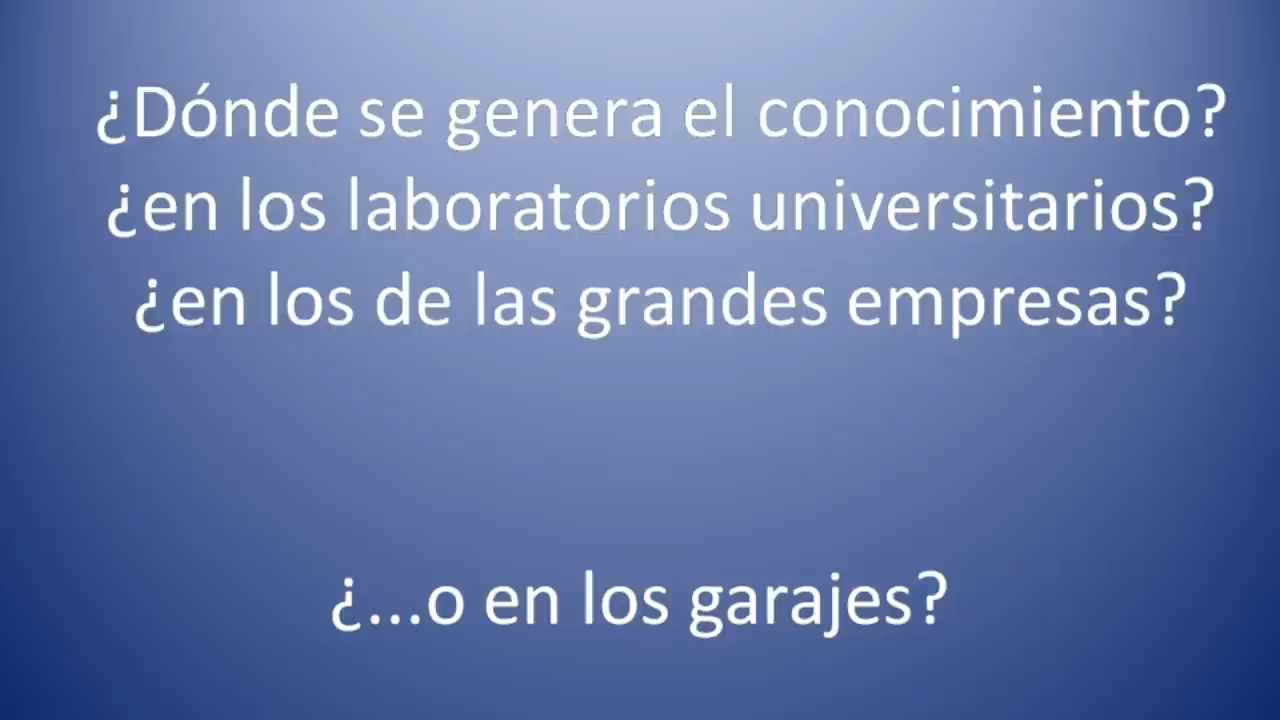 ¿Dónde se genera el conocimiento?
¿en los laboratorios universitarios?
¿en los de las grandes empresas?
¿...o en los garajes?